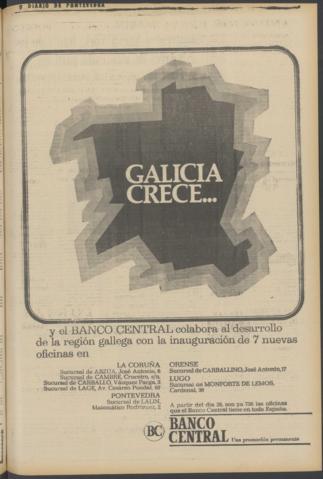 DIARIO DE PONTEVEDRA
GALICIA
CRECE...
y el BANCO CENTRAL colabora al desarrollo
de la región gallega con la inauguración de 7 nuevas
oficinas en
LA CORUÑA
Sucursal de ARZUA, José Antonio, 8
Sucursal de CAMBRE, Crucero, s/n.
Sucursal de CARBALLO, Vázquez Parga, 2
Sucursal de LAGE, Av. Cesáreo Pondal, 67
PONTEVEDRA
Sucursal de LALIN,
Matemático Rodríguez, 2
ORENSE
Sucursal de CARBALLINO, José Antonio, 17
LUGO
Sucursal de MONFORTE DE LEMOS,
Cardenal, 38
A partir del día 26, son ya 736 las oficinas
que el Banco Central tiene en toda España.
BC BANCO
CENTRAL Una promoción permanente